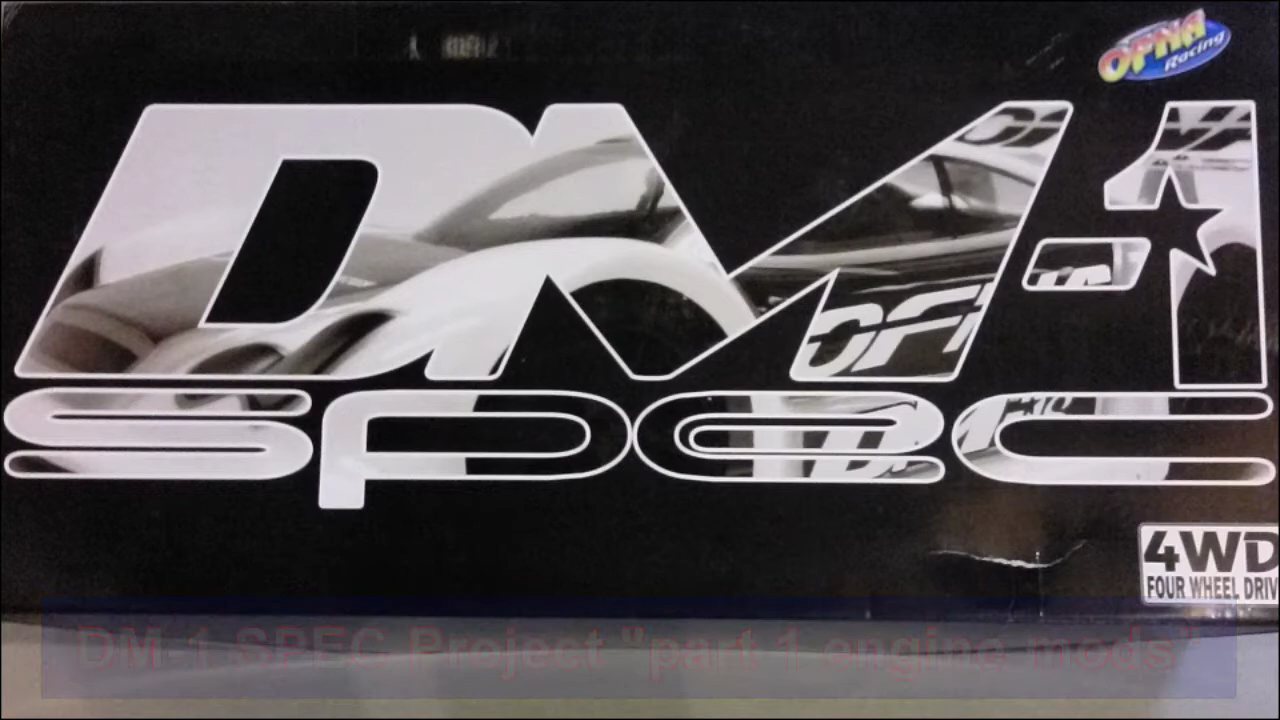 OFNA
Racing
DM-1
spec
4WD
FOUR WHEEL DRIV
DM-1 SPEC Project "part 1 engine mods"